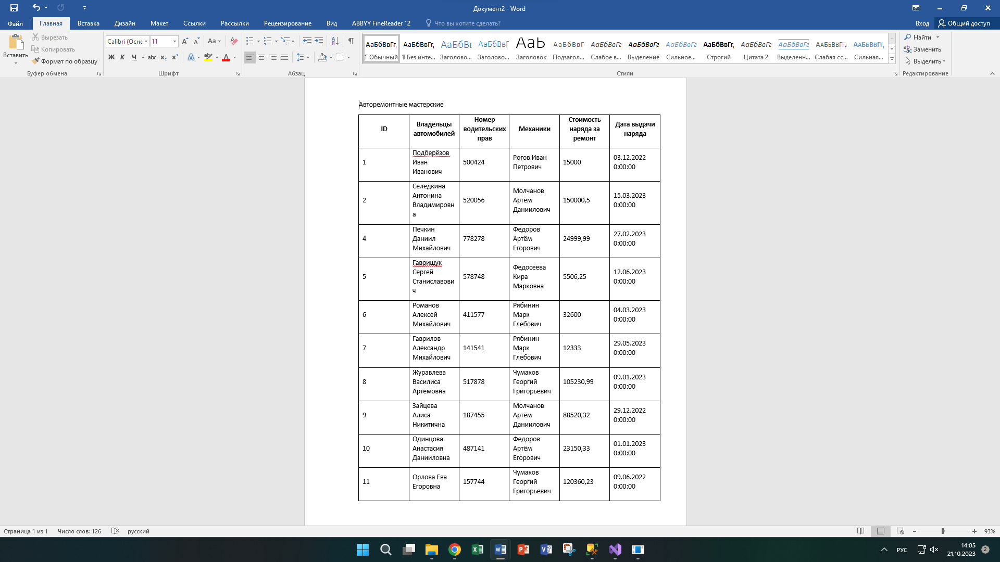 Документ2 - Word
Файл
Главная
Вставка
Дизайн
Макет
Ссылки
Рассылки
Рецензирование
Вид
ABBYY FineReader 12
Что вы хотите сделать?
Вход
Общий доступ
Вставить
Вырезать
Копировать
Формат по образцу
Буфер обмена
Calibri (Оснс
11
Aa
Ж К Ч abc x₂ x²
Шрифт
Абзац
АаБбВвГг, АаБбВвГг, АаБбВı АаБбВвГ АаЬ АаБбВвГ АаБбВвГг АаБбВвГг АаБбВвГг АаБбВвГг, АаБбВвГг АаБбВвГг ААББВВГГД ААББВВГГ,
¶ Обычный
¶ Без инте...
Заголово...
Заголово...
Заголовок
Подзагол...
Слабое в...
Выделение
Сильное...
Строгий
Цитата 2
Выделенн...
Слабая сс...
Сильная...
Стили
Найти
Заменить
Выделить
Редактирование
Авторемонтные мастерские
ID
Владельцы
автомобилей
Номер
водительских
прав
Механики
Стоимость
наряда за
ремонт
Дата выдачи
наряда
1
Подберёзов
Иван
Иванович
500424
Рогов Иван
Петрович
15000
03.12.2022
0:00:00
2
Селедкина
Антонина
Владимировн
а
520056
Молчанов
Артём
Даниилович
150000,5
15.03.2023
0:00:00
4
Печкин
Даниил
Михайлович
778278
Федоров
Артём
Егорович
24999,99
27.02.2023
0:00:00
5
Гаврищук
Сергей
Станиславови
ч
578748
Федосеева
Кира
Марковна
5506,25
12.06.2023
0:00:00
6
Романов
Алексей
Михайлович
411577
Рябинин
Марк
Глебович
32600
04.03.2023
0:00:00
7
Гаврилов
Александр
Михайлович
141541
Рябинин
Марк
Глебович
12333
29.05.2023
0:00:00
8
Журавлева
Василиса
Артёмовна
517878
Чумаков
Георгий
Григорьевич
105230,99
09.01.2023
0:00:00
9
Зайцева
Алиса
Никитична
187455
Молчанов
Артём
Даниилович
88520,32
29.12.2022
0:00:00
10
Одинцова
Анастасия
Данииловна
487141
Федоров
Артём
Егорович
23150,33
01.01.2023
0:00:00
11
Орлова Ева
Егоровна
157744
Чумаков
Георгий
Григорьевич
120360,23
09.06.2022
0:00:00
Страница 1 из 1
Число слов: 126
русский
93%
РУС
14:05
21.10.2023
2